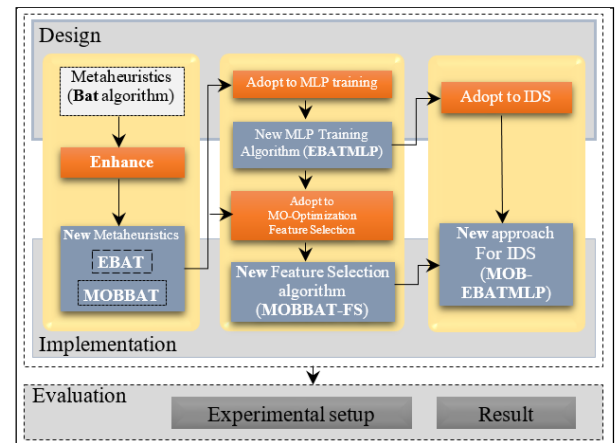 Design
Metaheuristics
(Bat algorithm)
Enhance
New Metaheuristics
EBAT
MOBBAT
Adopt to MLP training
New MLP Training
Algorithm (EBATMLP)
Adopt to
MO-Optimization
Feature Selection
New Feature Selection
algorithm
(MOBBAT-FS)
Adopt to IDS
New approach
For IDS
(MOB-
EBATMLP)
Implementation
Evaluation
Experimental setup
Result